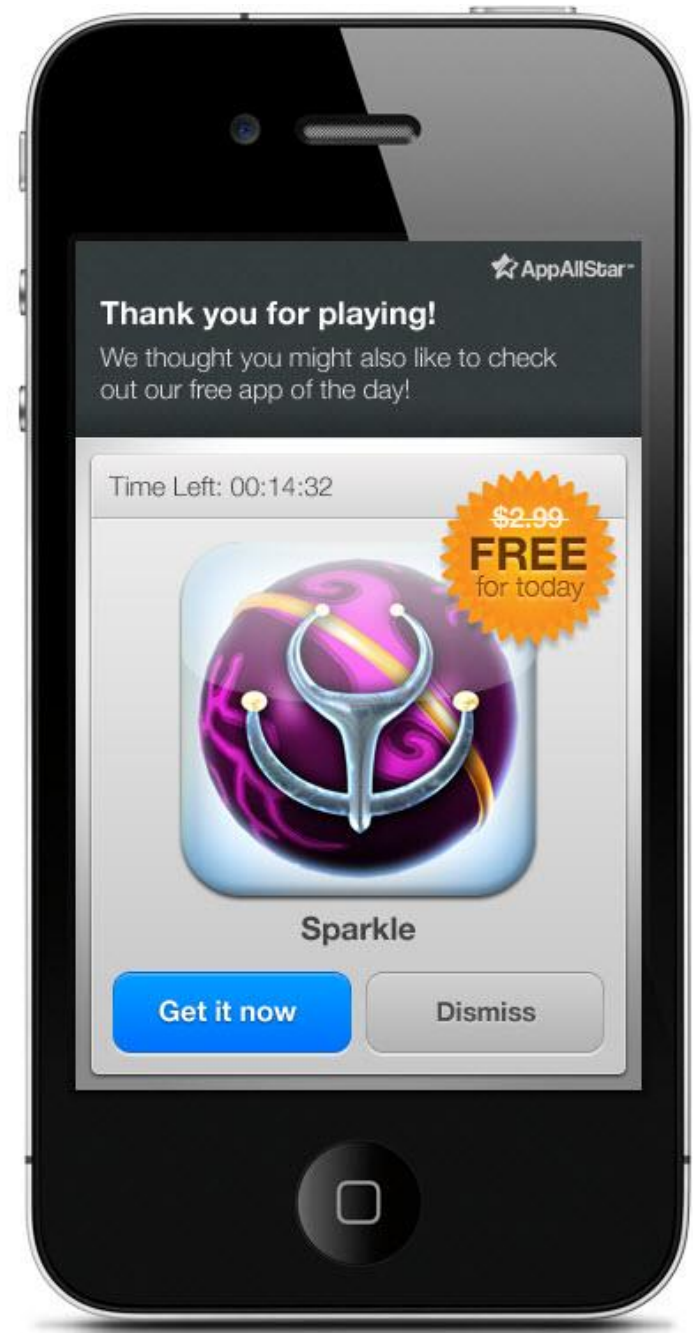 AppAllStar™
Thank you for playing!
We thought you might also like to check
out our free app of the day!
Time Left: 00:14:32
$2.99
FREE
for today
Sparkle
Get it now
Dismiss